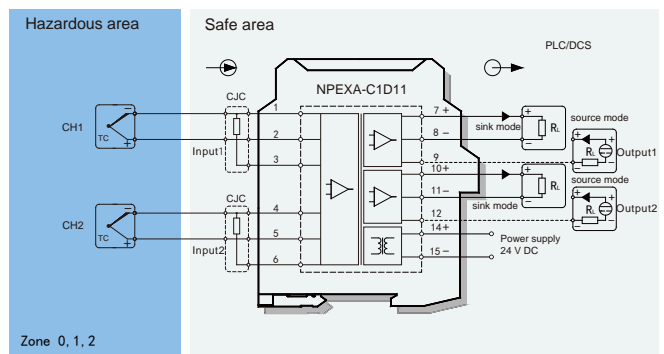 Hazardous area
Safe area
PLC/DCS
NPEXA-C1D11
CJC
CH1
TC
−
+
Input1
1
2
3
7 +
8 −
9
sink mode
+
−
RL
source mode
+
−
RL
Output1
10+
11−
12
sink mode
+
−
RL
source mode
+
−
RL
Output2
CJC
CH2
TC
−
+
Input2
4
5
6
14+
15−
Power supply
24 V DC
Zone 0, 1, 2